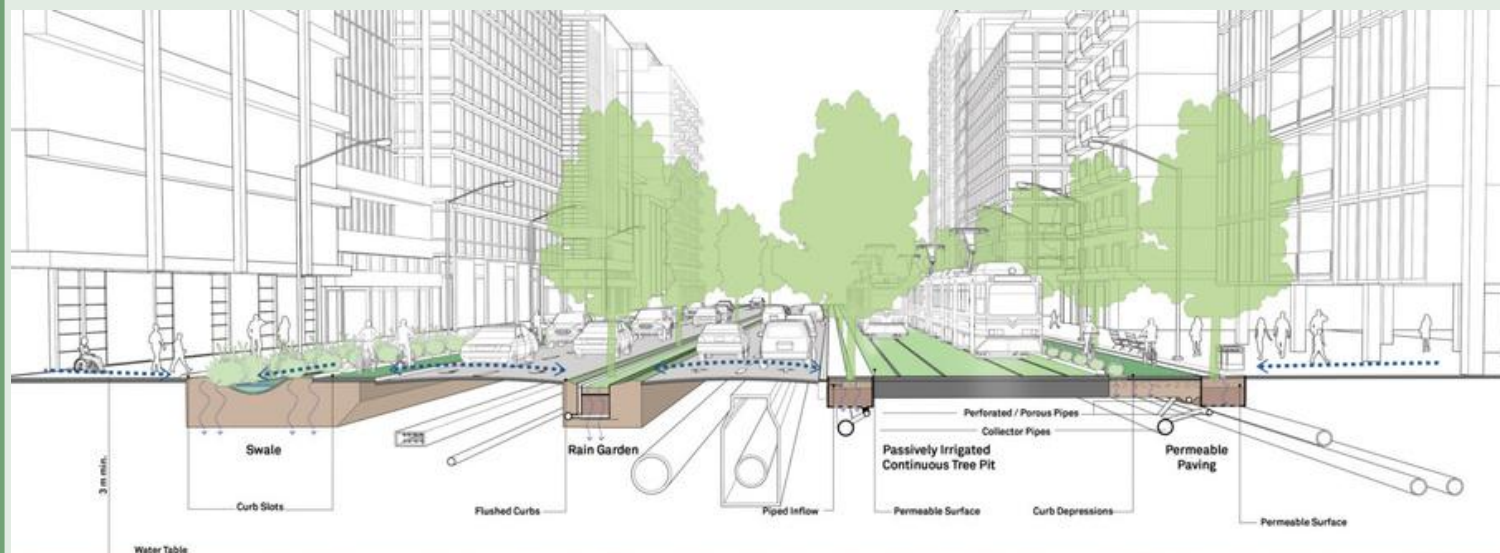 Perforated / Porous Pipes
Collector Pipes
Swale
Rain Garden
Passively Irrigated
Continuous Tree Pit
Permeable
Paving
3 m min.
Curb Slots
Flushed Curbs
Piped Inflow
Permeable Surface
Curb Depressions
Permeable Surface
Water Table